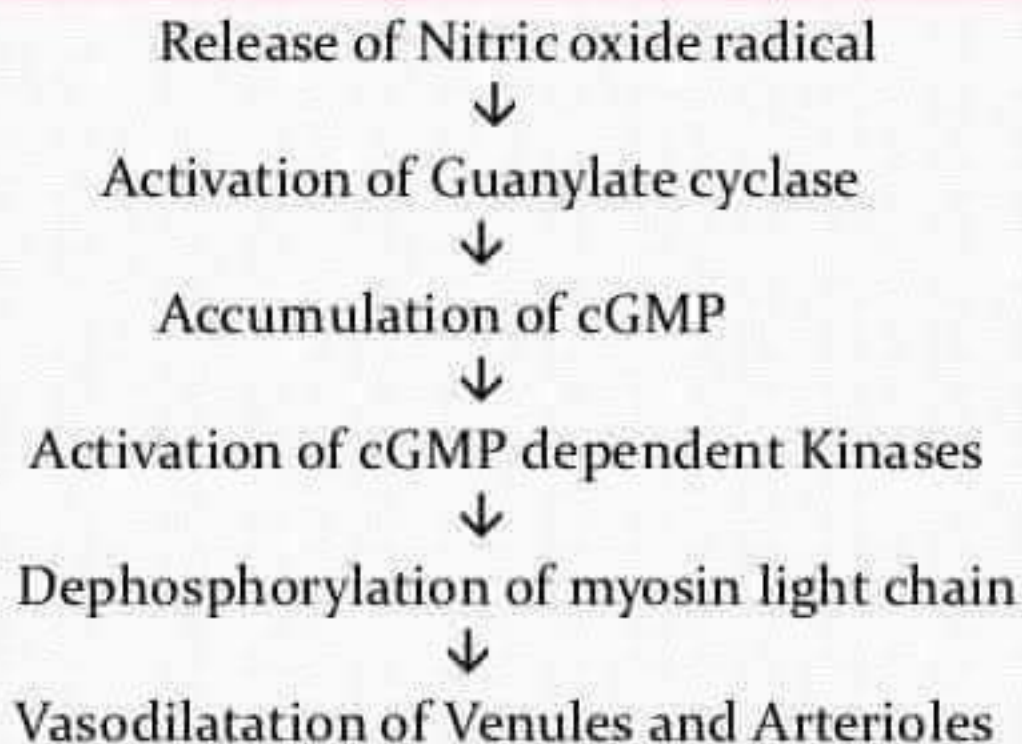 Release of Nitric oxide radical
↓
Activation of Guanylate cyclase
↓
Accumulation of cGMP
↓
Activation of cGMP dependent Kinases
↓
Dephosphorylation of myosin light chain
↓
Vasodilatation of Venules and Arterioles